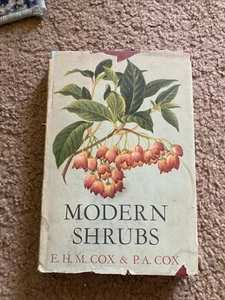 MODERN
SHRUBS
E. H. M. COX & P. A. COX